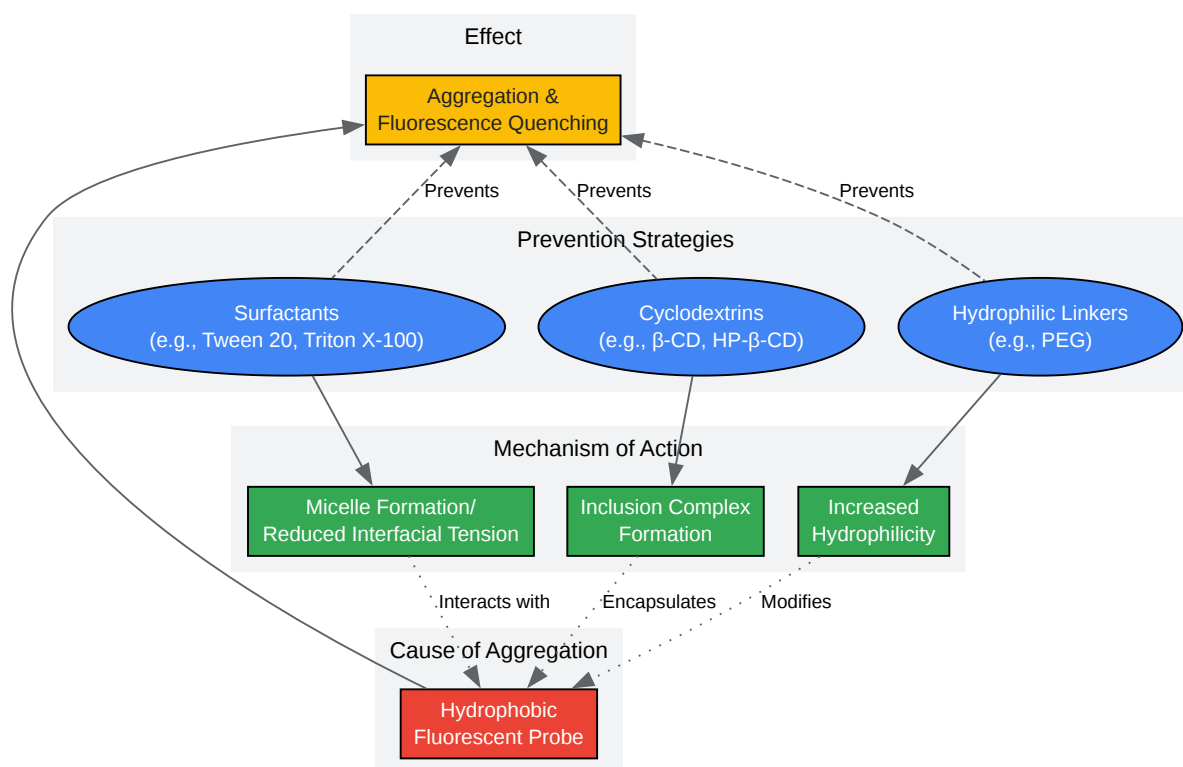 Effect
Aggregation &
Fluorescence Quenching
Prevents
Prevents
Prevents
Prevention Strategies
Surfactants
(e.g., Tween 20, Triton X-100)
Cyclodextrins
(e.g., β-CD, HP-β-CD)
Hydrophilic Linkers
(e.g., PEG)
Mechanism of Action
Micelle Formation/
Reduced Interfacial Tension
Inclusion Complex
Formation
Increased
Hydrophilicity
Interacts with
Encapsulates
Modifies
Cause of Aggregation
Hydrophobic
Fluorescent Probe